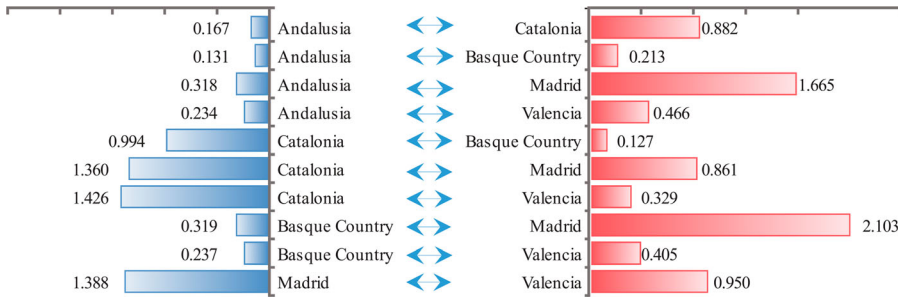 0.167 Andalusia Catalonia 0.882
0.131 Andalusia Basque Country 0.213
0.318 Andalusia Madrid 1.665
0.234 Andalusia Valencia 0.466
0.994 Catalonia Basque Country 0.127
1.360 Catalonia Madrid 0.861
1.426 Catalonia Valencia 0.329
0.319 Basque Country Madrid 2.103
0.237 Basque Country Valencia 0.405
1.388 Madrid Valencia 0.950